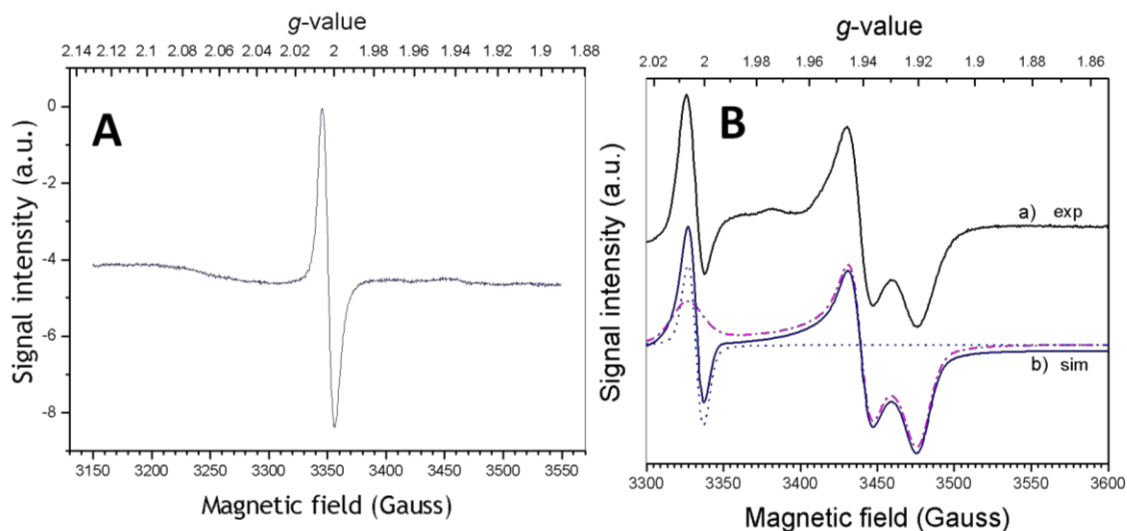 g-value
2.14 2.12 2.1 2.08 2.06 2.04 2.02 2 1.98 1.96 1.94 1.92 1.9 1.88
A
0
-2
-4
-6
-8
Signal intensity (a.u.)
3150 3200 3250 3300 3350 3400 3450 3500 3550
Magnetic field (Gauss)
g-value
2.02 2 1.98 1.96 1.94 1.92 1.9 1.88 1.86
B
a) exp
b) sim
Signal intensity (a.u.)
3300 3350 3400 3450 3500 3550 3600
Magnetic field (Gauss)